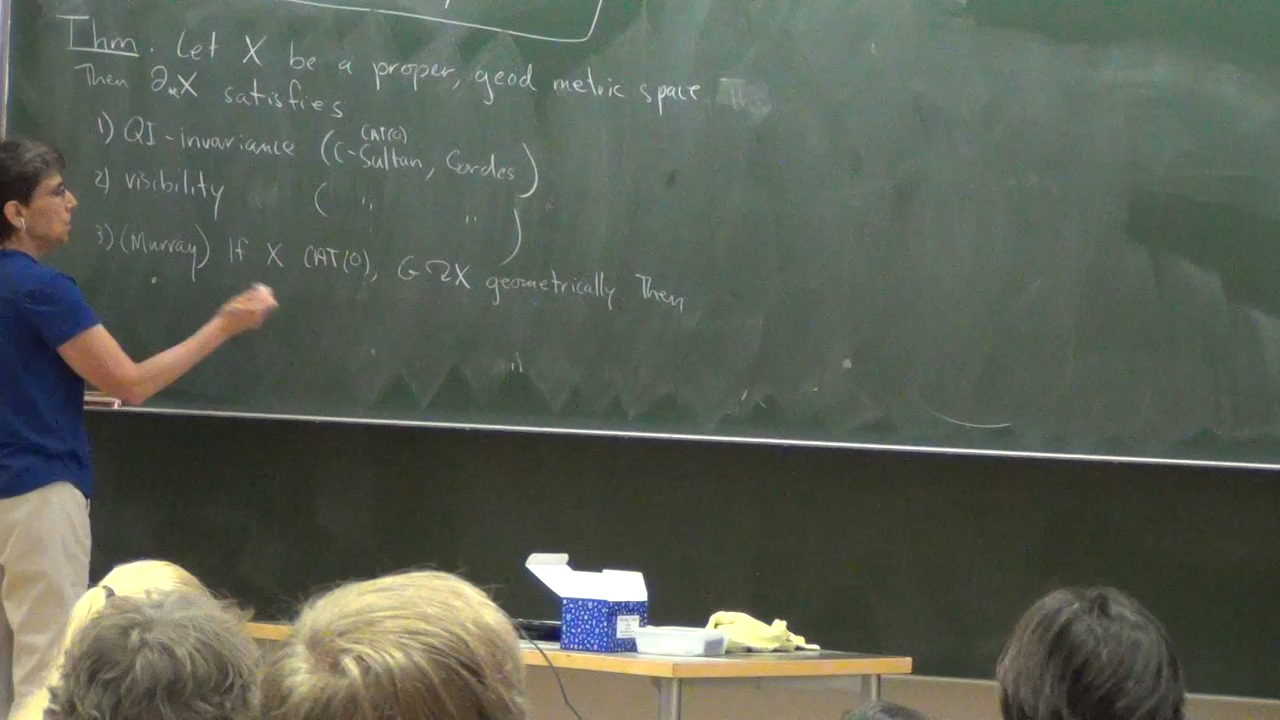 Thm. Let X be a proper, geod metric space.
Then ∂*X satisfies
1) QI-invariance (C-Sultan, Cordes)
CAT(0)
2) visibility ( " " )
3) (Murray) If X CAT(0), G ↷ X geometrically. Then